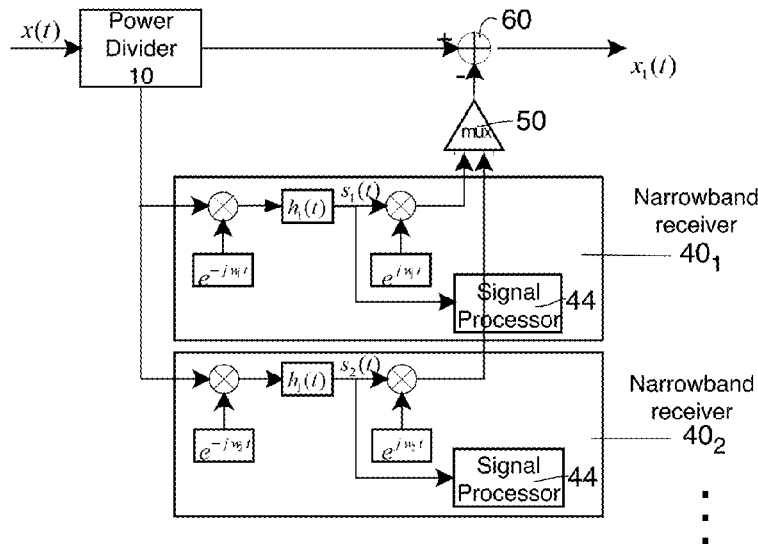 x(t)
Power
Divider
10
+
60
-
x₁(t)
mux
50
s₁(t)
h₁(t)
e^{-jw₁t}
e^{jw₁t}
Signal
Processor
44
Narrowband
receiver
40₁
s₂(t)
h₁(t)
e^{-jw₂t}
e^{jw₂t}
Signal
Processor
44
Narrowband
receiver
40₂